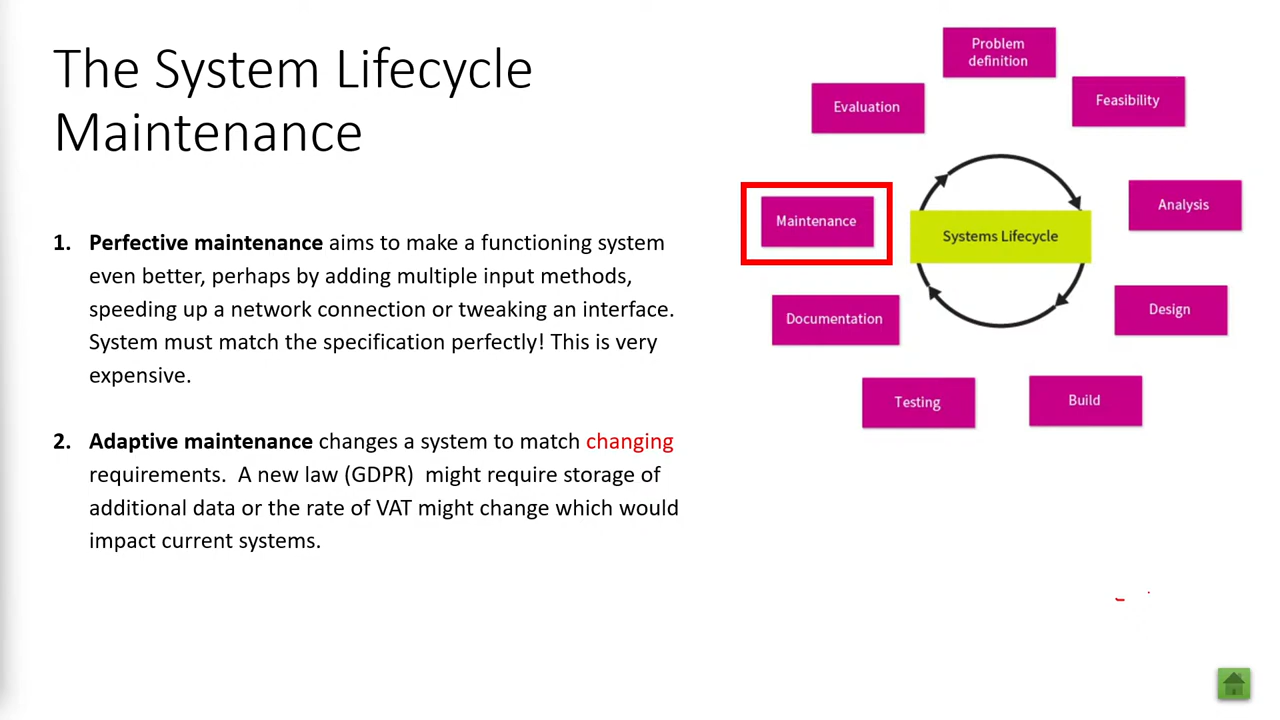 The System Lifecycle
Maintenance
1. Perfective maintenance aims to make a functioning system
even better, perhaps by adding multiple input methods,
speeding up a network connection or tweaking an interface.
System must match the specification perfectly! This is very
expensive.
2. Adaptive maintenance changes a system to match changing
requirements.  A new law (GDPR)  might require storage of
additional data or the rate of VAT might change which would
impact current systems.
Problem
definition
Feasibility
Analysis
Design
Build
Testing
Documentation
Maintenance
Evaluation
Systems Lifecycle